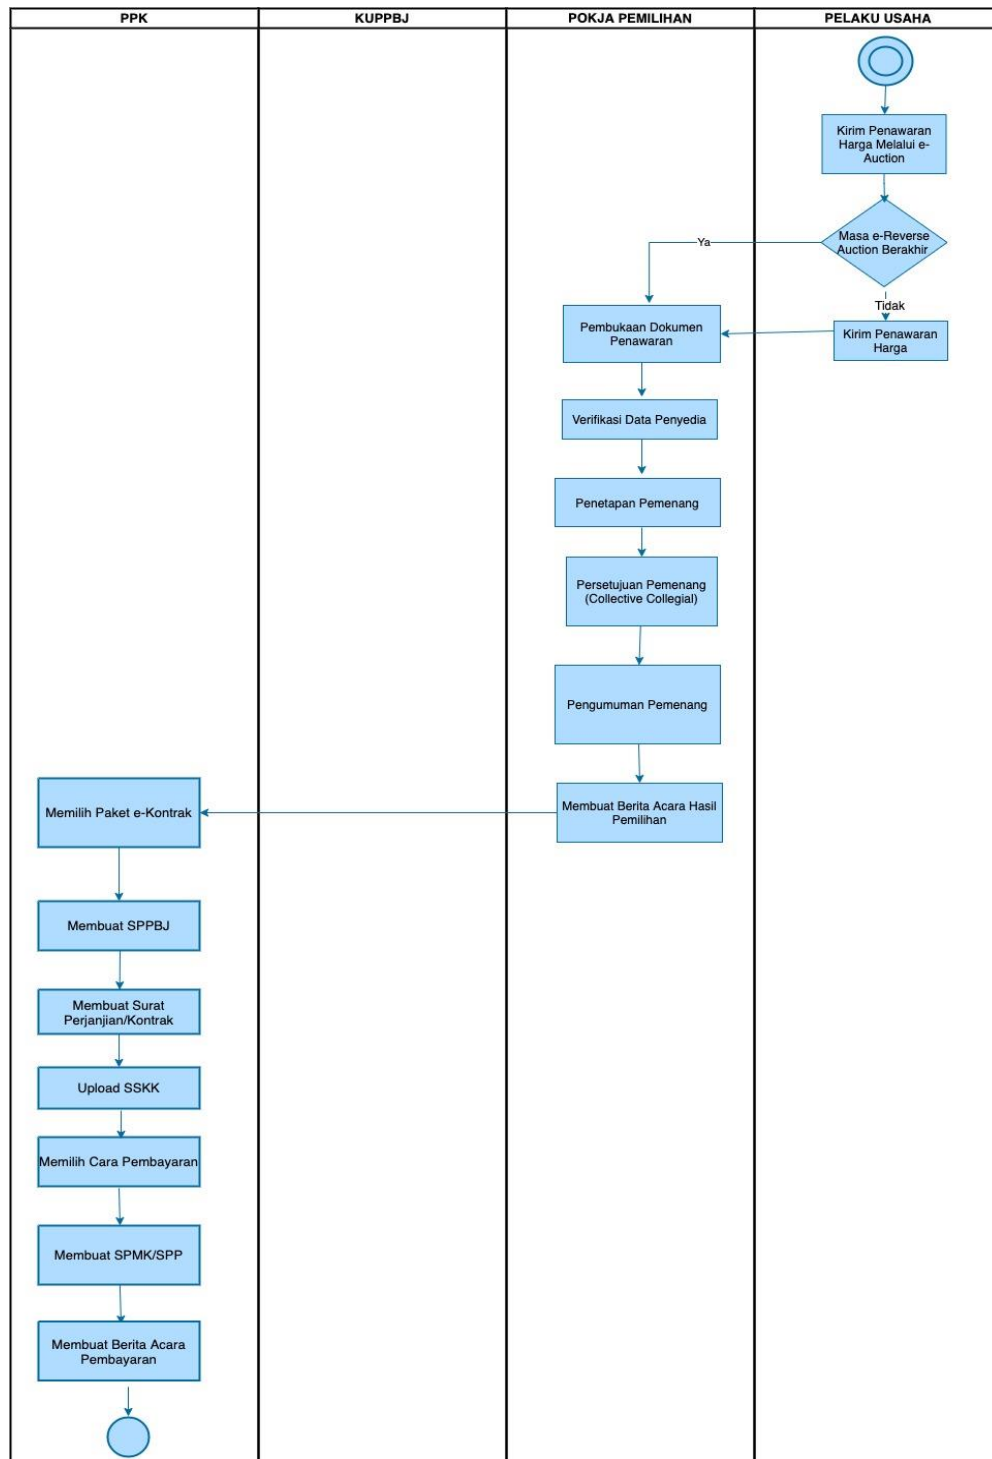 PPK
KUPPBJ
POKJA PEMILIHAN
PELAKU USAHA
Kirim Penawaran
Harga Melalui e-
Auction
Masa e-Reverse
Auction Berakhir
Ya
Tidak
Kirim Penawaran
Harga
Pembukaan Dokumen
Penawaran
Verifikasi Data Penyedia
Penetapan Pemenang
Persetujuan Pemenang
(Collective Collegial)
Pengumuman Pemenang
Membuat Berita Acara Hasil
Pemilihan
Memilih Paket e-Kontrak
Membuat SPPBJ
Membuat Surat
Perjanjian/Kontrak
Upload SSKK
Memilih Cara Pembayaran
Membuat SPMK/SPP
Membuat Berita Acara
Pembayaran